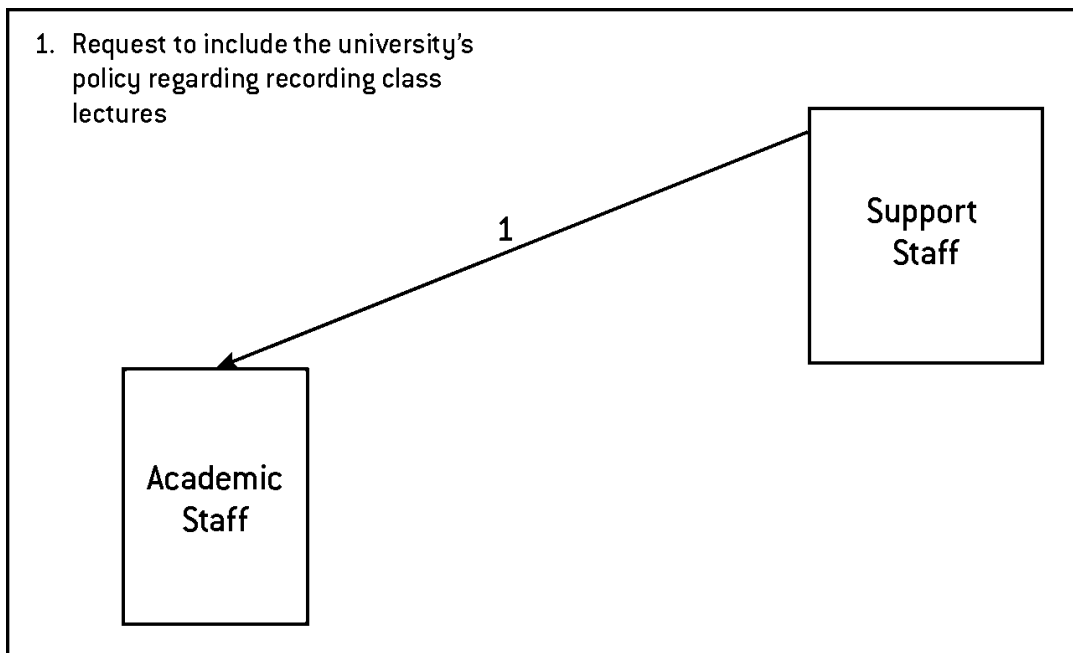 1. Request to include the university's
policy regarding recording class
lectures
Support
Staff
1
Academic
Staff